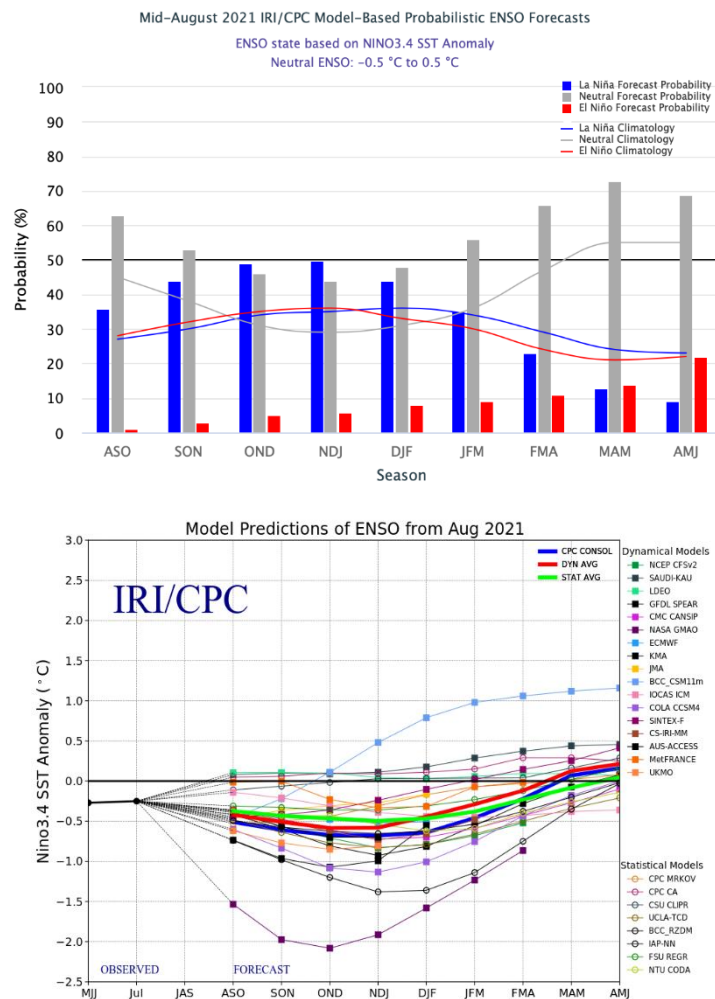 Mid-August 2021 IRI/CPC Model-Based Probabilistic ENSO Forecasts
ENSO state based on NINO3.4 SST Anomaly
Neutral ENSO: −0.5 °C to 0.5 °C
La Niña Forecast Probability
Neutral Forecast Probability
El Niño Forecast Probability
La Niña Climatology
Neutral Climatology
El Niño Climatology
Probability (%)
100
90
80
70
60
50
40
30
20
10
0
ASO SON OND NDJ DJF JFM FMA MAM AMJ
Season
Model Predictions of ENSO from Aug 2021
IRI/CPC
CPC CONSOL
DYN AVG
STAT AVG
Nino3.4 SST Anomaly (°C)
3.0
2.5
2.0
1.5
1.0
0.5
0.0
−0.5
−1.0
−1.5
−2.0
−2.5
OBSERVED FORECAST
MJJ Jul JAS ASO SON OND NDJ DJF JFM FMA MAM AMJ
Dynamical Models
NCEP CFSv2
SAUDI-KAU
LDEO
GFDL SPEAR
CMC CANSIP
NASA GMAO
ECMWF
KMA
JMA
BCC_CSM11m
IOCAS ICM
COLA CCSM4
SINTEX-F
CS-IRI-MM
AUS-ACCESS
MetFRANCE
UKMO
Statistical Models
CPC MRKOV
CPC CA
CSU CLIPR
UCLA-TCD
BCC_RZDM
IAP-NN
FSU REGR
NTU CODA